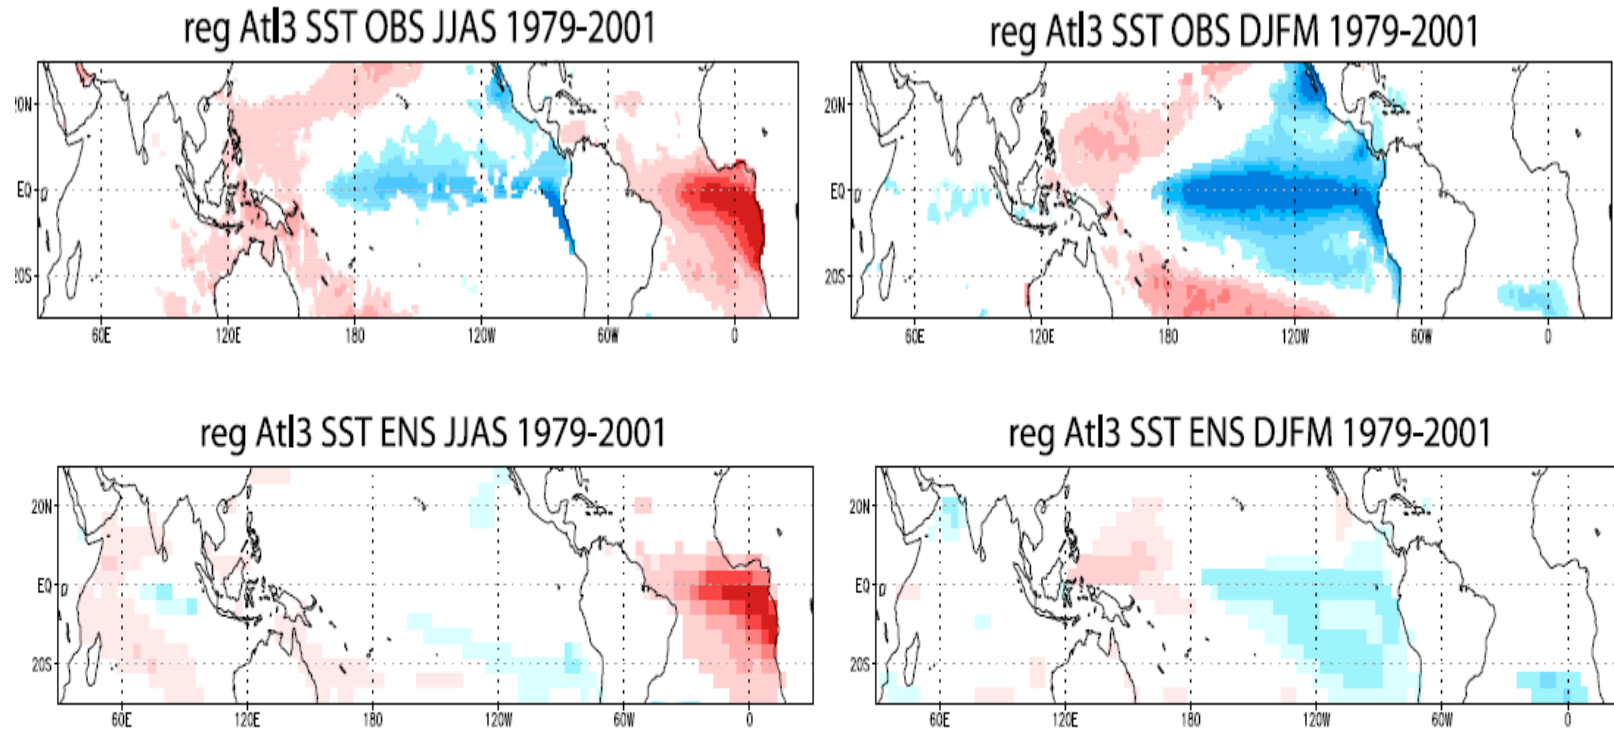 reg Atl3 SST OBS JJAS 1979-2001
reg Atl3 SST OBS DJFM 1979-2001
20N
EQ
20S
60E 120E 180 120W 60W 0
20N
EQ
20S
60E 120E 180 120W 60W 0
reg Atl3 SST ENS JJAS 1979-2001
reg Atl3 SST ENS DJFM 1979-2001
20N
EQ
20S
60E 120E 180 120W 60W 0
20N
EQ
20S
60E 120E 180 120W 60W 0